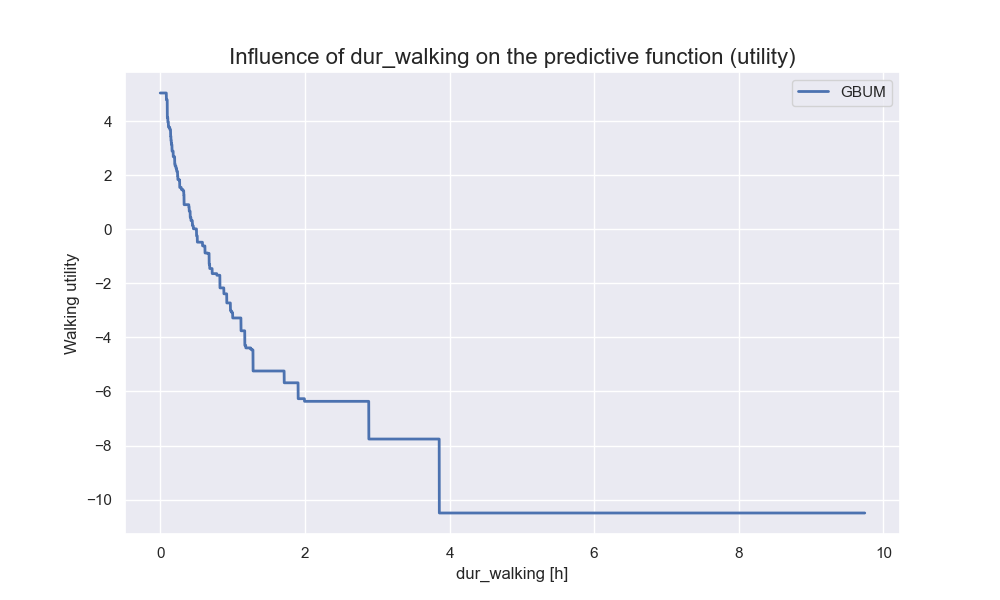 Influence of dur_walking on the predictive function (utility)
GBUM
4
2
0
−2
−4
−6
−8
−10
Walking utility
0 2 4 6 8 10
dur_walking [h]